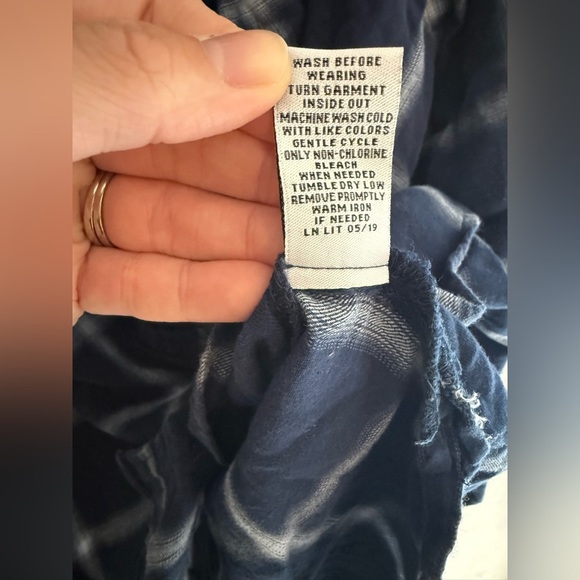 WASH BEFORE
WEARING
TURN GARMENT
INSIDE OUT
MACHINE WASH COLD
WITH LIKE COLORS
GENTLE CYCLE
ONLY NON-CHLORINE
BLEACH
WHEN NEEDED
TUMBLE DRY LOW
REMOVE PROMPTLY
WARM IRON
IF NEEDED
LN LIT 05/19